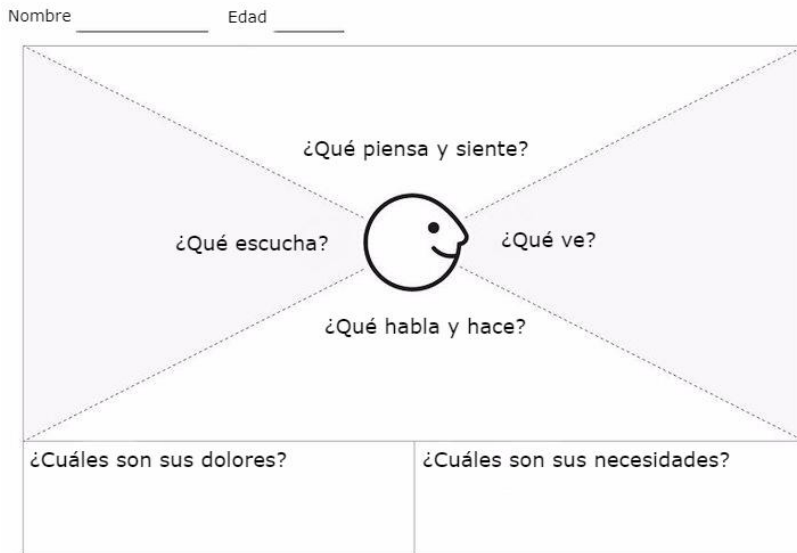 Nombre Edad
¿Qué piensa y siente?
¿Qué escucha? ¿Qué ve?
¿Qué habla y hace?
¿Cuáles son sus dolores? ¿Cuáles son sus necesidades?